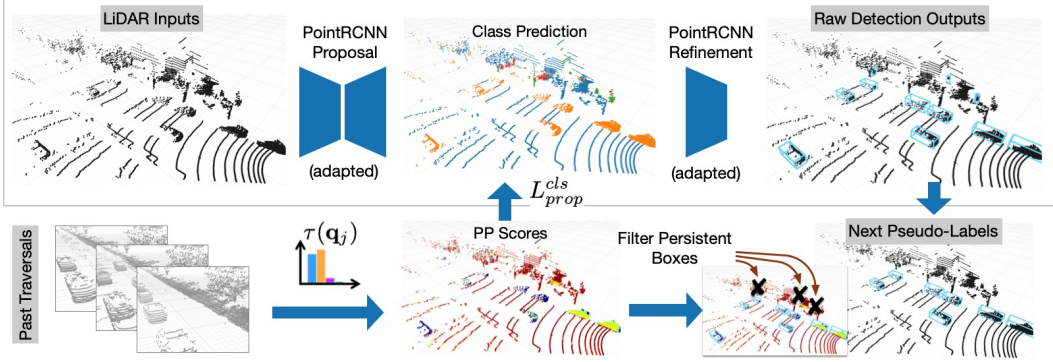 LiDAR Inputs
PointRCNN
Proposal
(adapted)
Class Prediction
PointRCNN
Refinement
(adapted)
Raw Detection Outputs
L^{cls}_{prop}
Past Traversals
τ(q_j)
PP Scores
Filter Persistent
Boxes
Next Pseudo-Labels